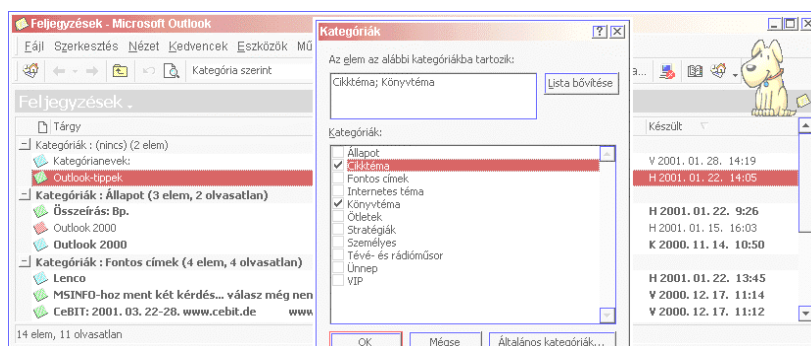 Feljegyzések - Microsoft Outlook
Fájl Szerkesztés Nézet Kedvencek Eszközök Mű
Kategória szerint
Feljegyzések .
Tárgy
Készült
Kategóriák : (nincs) (2 elem)
Kategórianevek:
V 2001. 01. 28. 14:19
Outlook-tippek
H 2001. 01. 22. 14:05
Kategóriák : Állapot (3 elem, 2 olvasatlan)
Összeírás: Bp.
H 2001. 01. 22. 9:26
Outlook 2000
H 2001. 01. 15. 16:03
Outlook 2000
K 2000. 11. 14. 10:50
Kategóriák : Fontos címek (4 elem, 4 olvasatlan)
Lenco
H 2001. 01. 22. 13:45
MSINFO-hoz ment két kérdés... válasz még nen
V 2000. 12. 17. 11:14
CeBIT: 2001. 03. 22-28. www.cebit.de www
V 2000. 12. 17. 11:12
14 elem, 11 olvasatlan
Kategóriák
Az elem az alábbi kategóriákba tartozik:
Cikktéma; Könyvtéma
Lista bővítése
Kategóriák:
Állapot
Cikktéma
Fontos címek
Internetes téma
Könyvtéma
Ötletek
Stratégiák
Személyes
Tévé- és rádióműsor
Ünnep
VIP
OK
Mégse
Általános kategóriák...